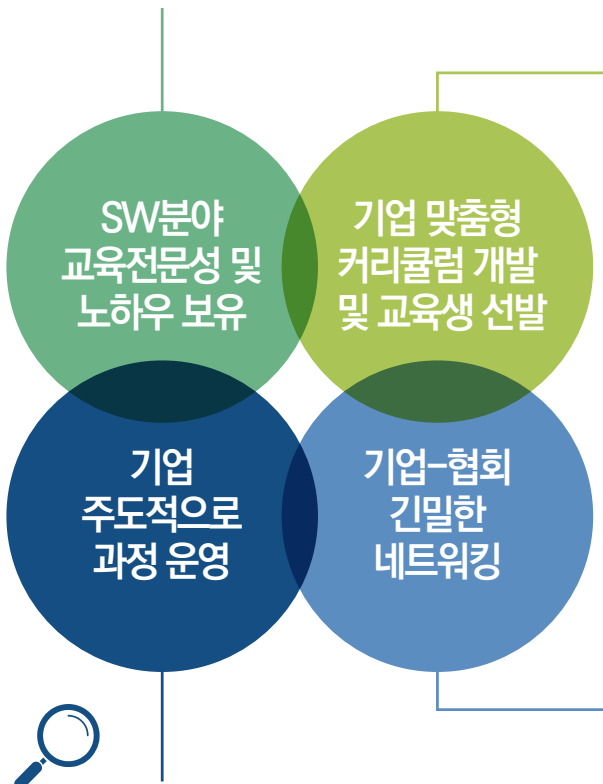 SW분야
교육전문성 및
노하우 보유
기업 맞춤형
커리큘럼 개발
및 교육생 선발
기업
주도적으로
과정 운영
기업-협회
긴밀한
네트워킹